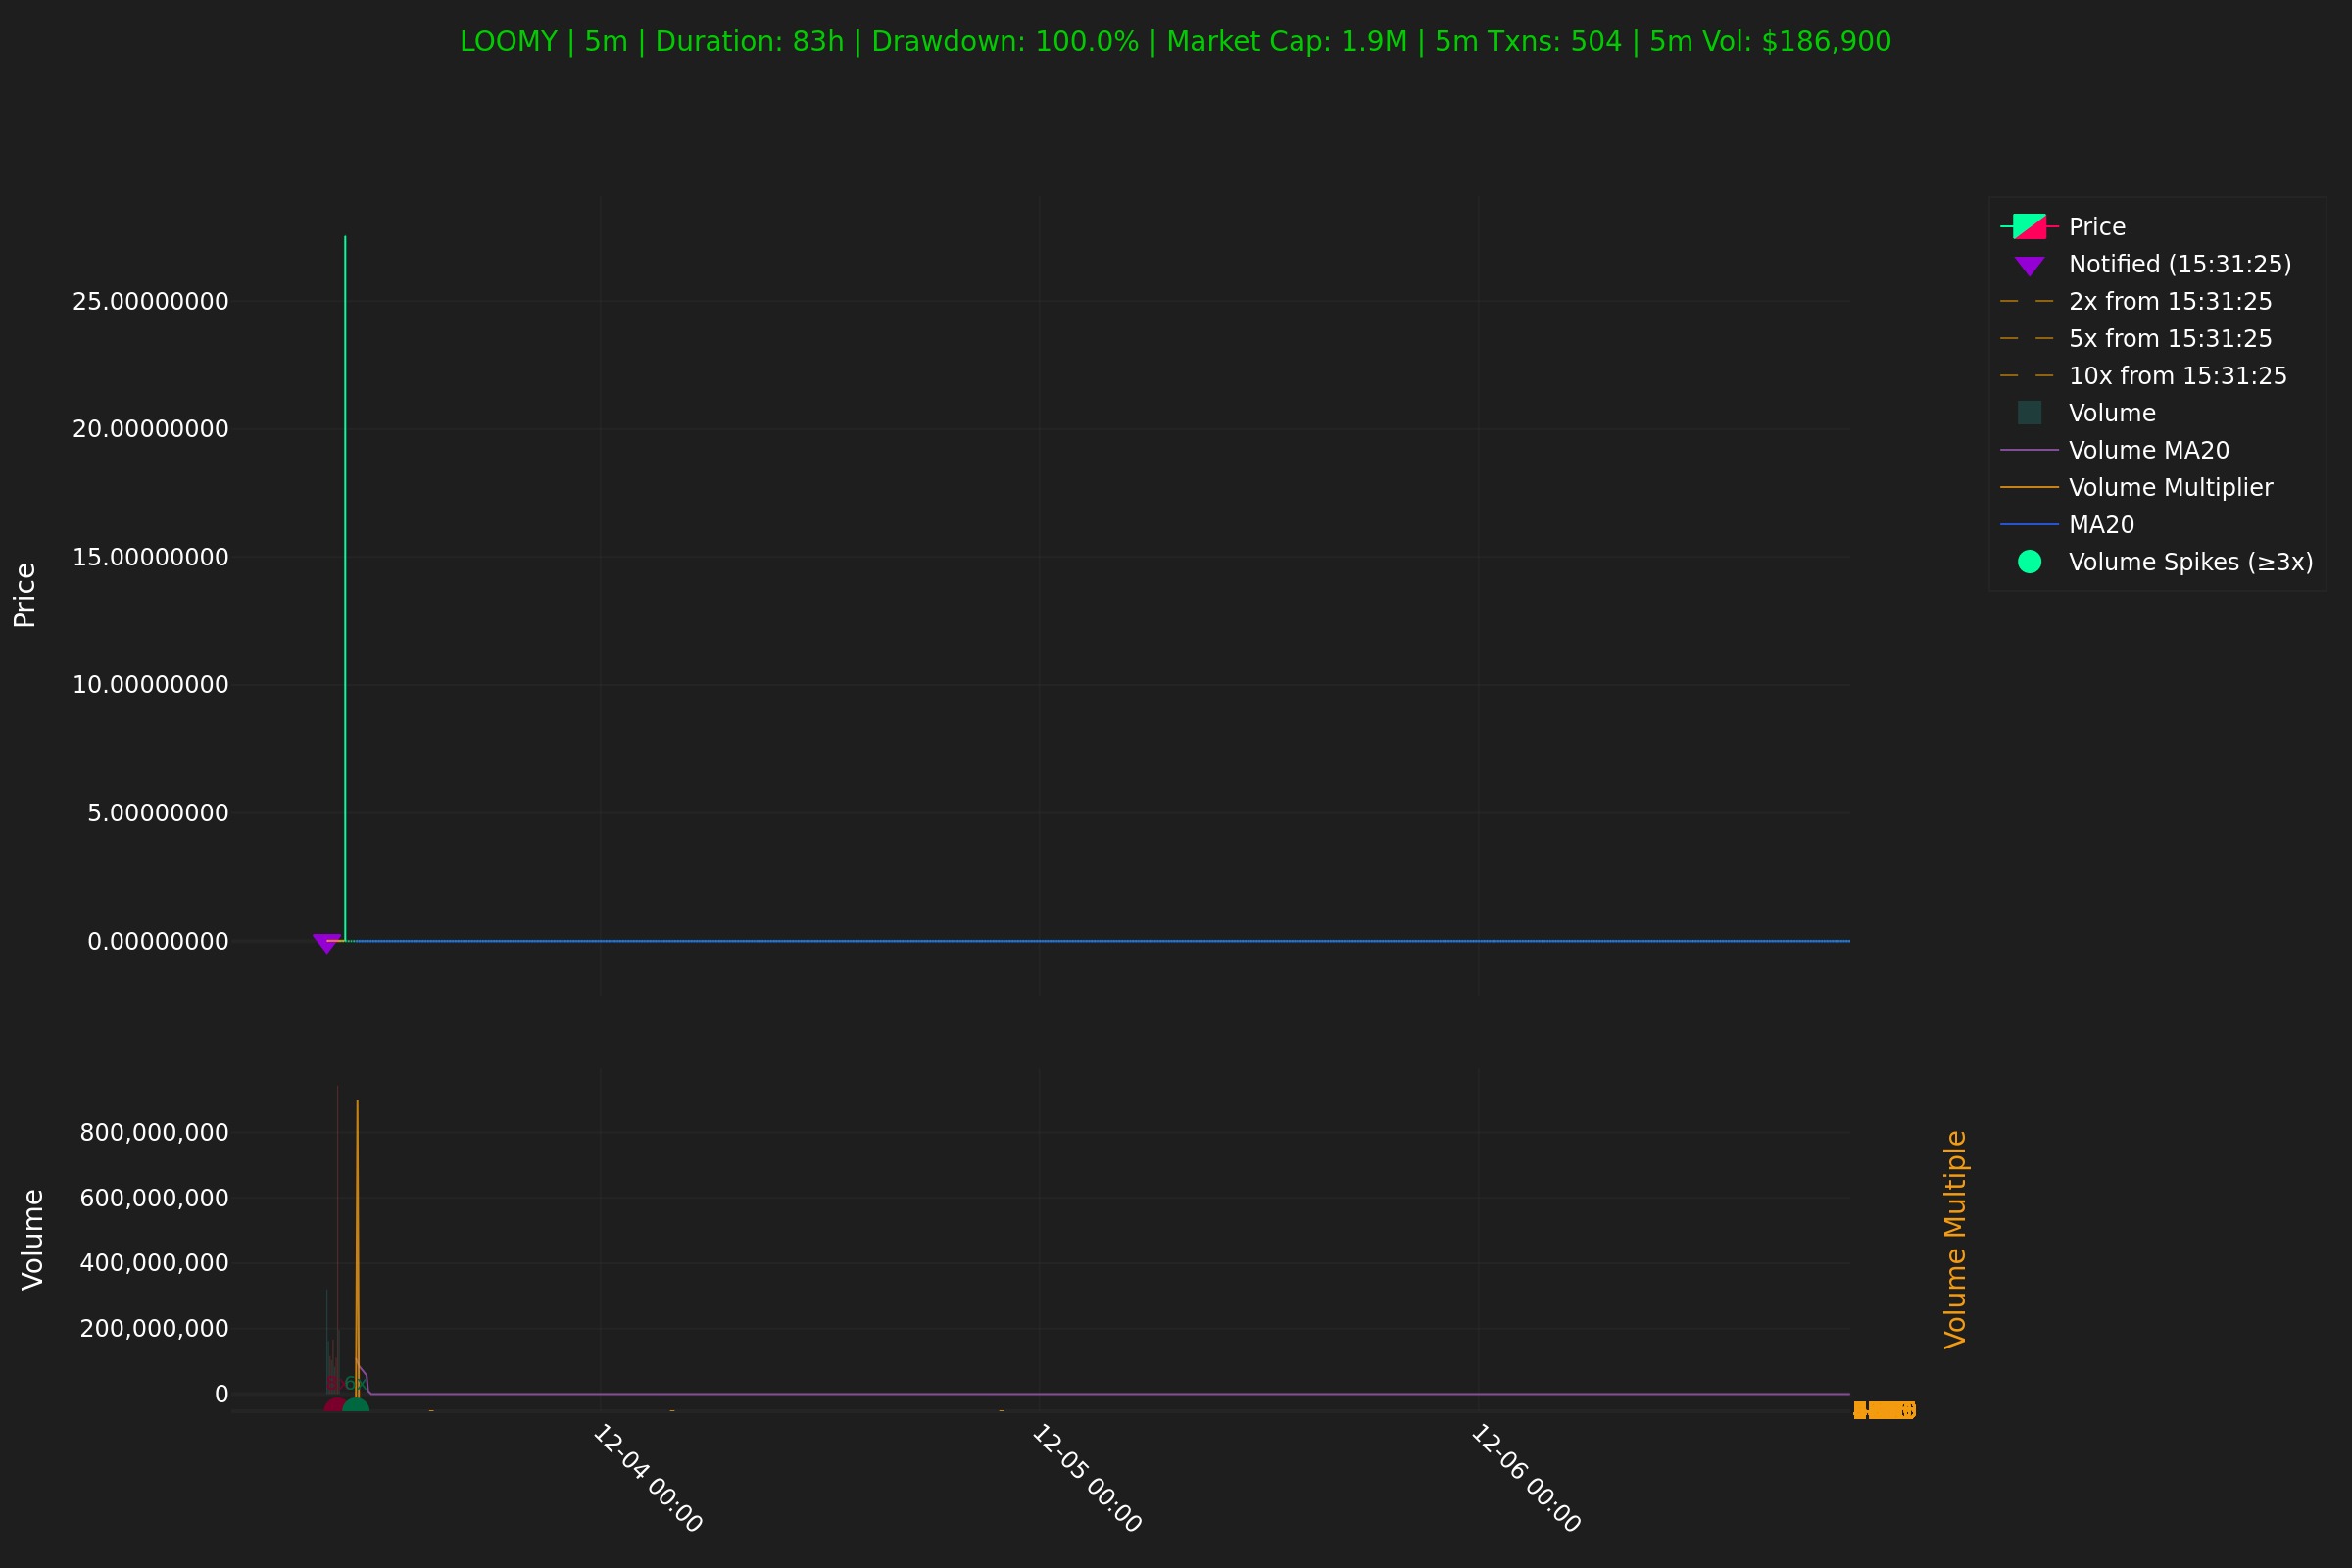 LOOMY | 5m | Duration: 83h | Drawdown: 100.0% | Market Cap: 1.9M | 5m Txns: 504 | 5m Vol: $186,900
Price
25.00000000
20.00000000
15.00000000
10.00000000
5.00000000
0.00000000
Price
Notified (15:31:25)
2x from 15:31:25
5x from 15:31:25
10x from 15:31:25
Volume
Volume MA20
Volume Multiplier
MA20
Volume Spikes (≥3x)
Volume
800,000,000
600,000,000
400,000,000
200,000,000
0
6x
Volume Multiple
12-04 00:00
12-05 00:00
12-06 00:00